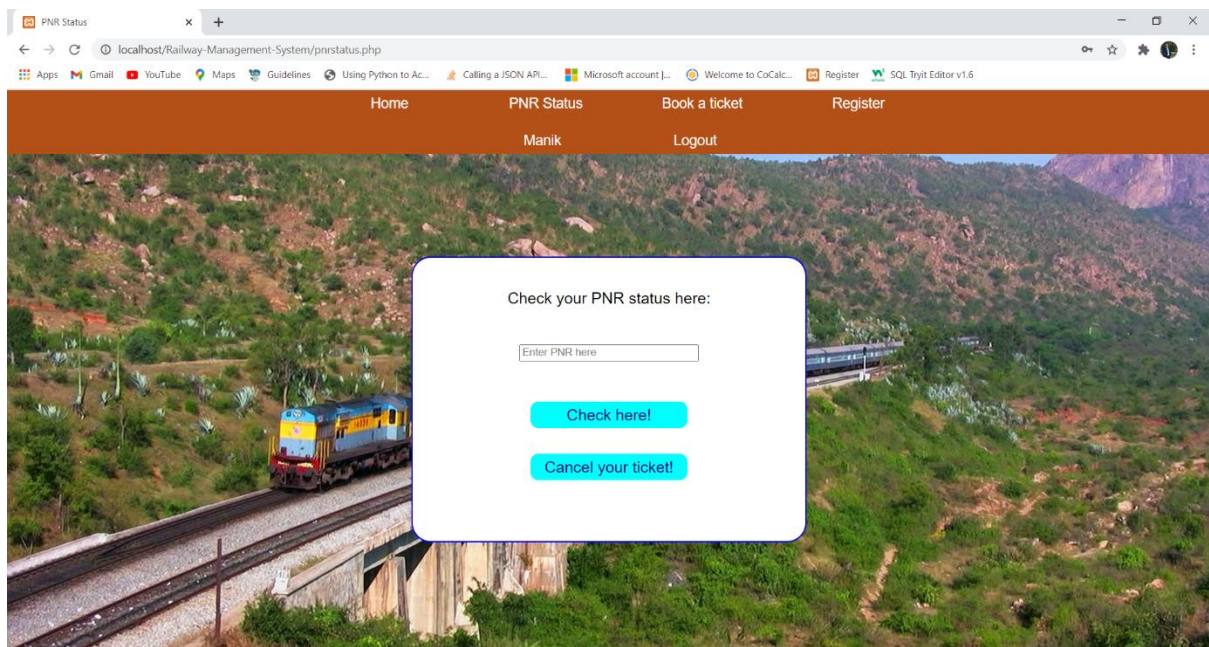 PNR Status
localhost/Railway-Management-System/pnrstatus.php
Apps Gmail YouTube Maps Guidelines Using Python to Ac... Calling a JSON API... Microsoft account |... Welcome to CoCalc... Register SQL Tryit Editor v1.6
Home PNR Status Book a ticket Register
Manik Logout
Check your PNR status here:
Enter PNR here
Check here!
Cancel your ticket!